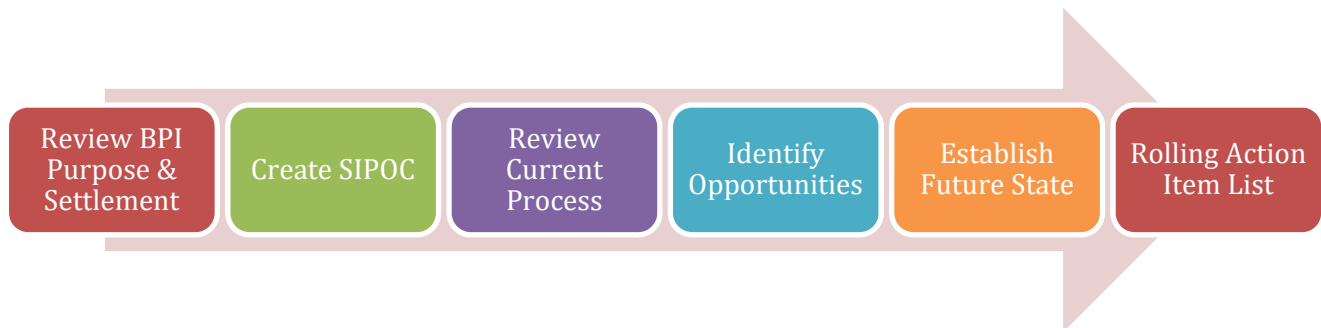 Review BPI
Purpose &
Settlement
Create SIPOC
Review
Current
Process
Identify
Opportunities
Establish
Future State
Rolling Action
Item List